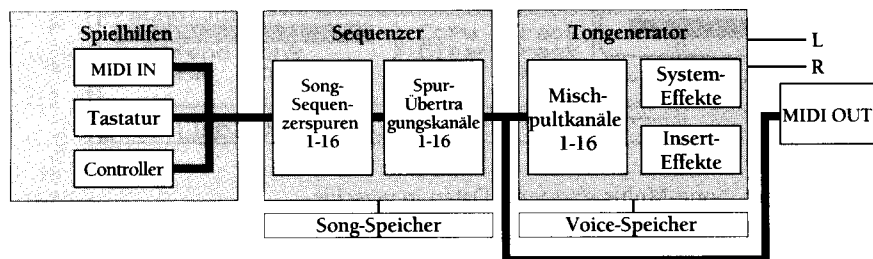 Spielhilfen
MIDI IN
Tastatur
Controller
Sequenzer
Song-
Sequen-
zerspuren
1-16
Spur-
Übertra
gungskanäle
1-16
Song-Speicher
Tongenerator
Misch-
pultkanäle
1-16
System-
Effekte
Insert-
Effekte
Voice-Speicher
L
R
MIDI OUT